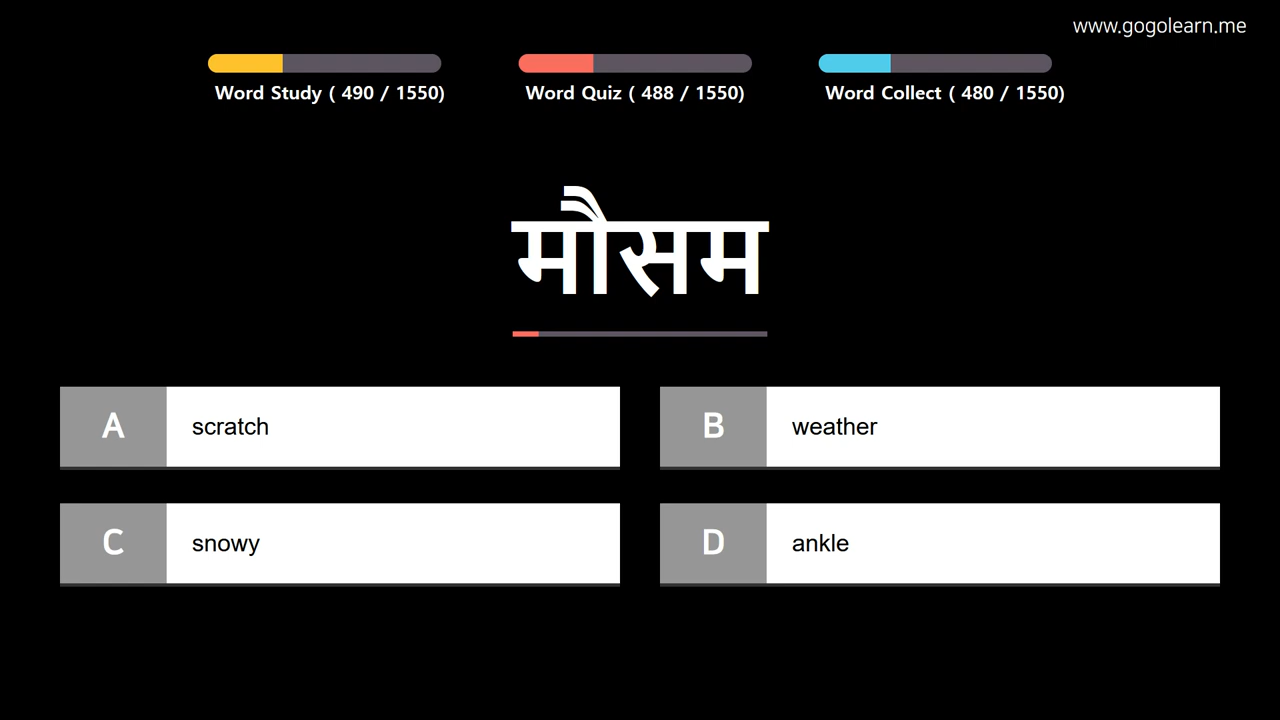 www.gogolearn.me
Word Study ( 490 / 1550)
Word Quiz ( 488 / 1550)
Word Collect ( 480 / 1550)
मौसम
A scratch
B weather
C snowy
D ankle